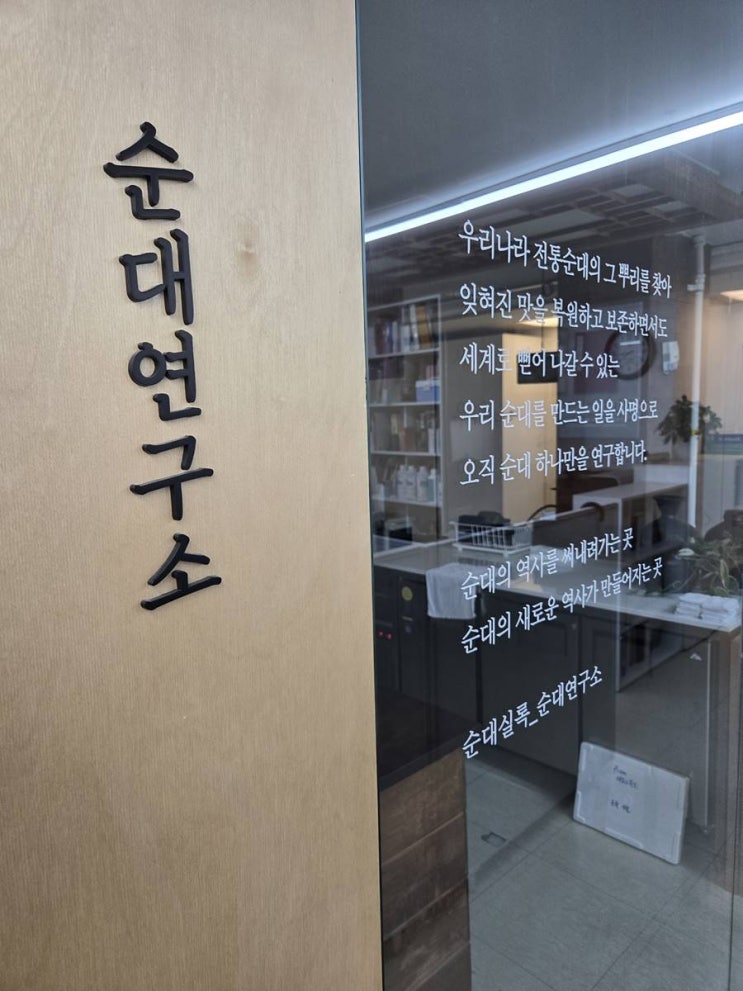 순대연구소
우리나라 전통순대의 그 뿌리를 찾아
잊혀진 맛을 복원하고 보존하면서도
세계로 뻗어 나갈 수 있는
우리 순대를 만드는 일을 사명으로
오직 순대 하나만을 연구합니다.
순대의 역사를 써내려가는 곳
순대의 새로운 역사가 만들어지는 곳
순대실록_순대연구소